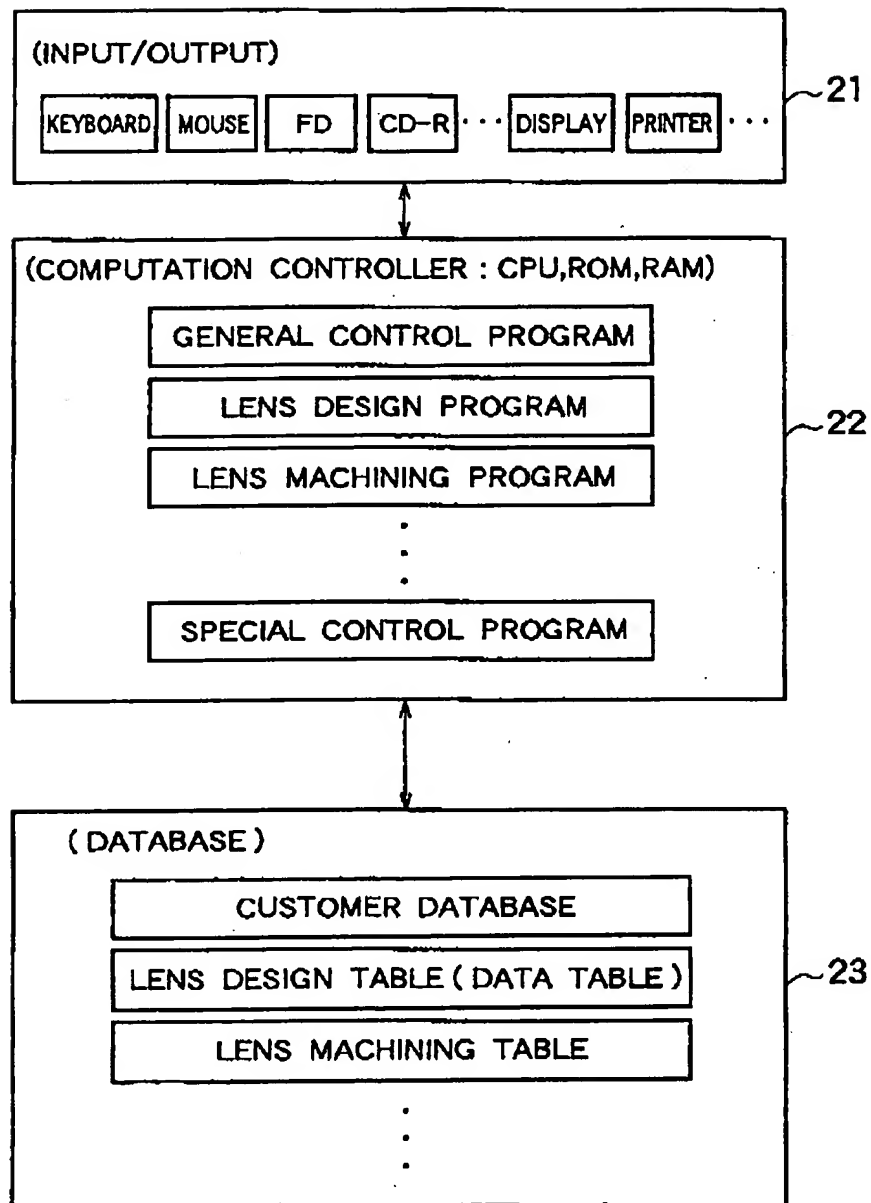 (INPUT/OUTPUT)
21
KEYBOARD MOUSE FD CD-R ··· DISPLAY PRINTER ···
(COMPUTATION CONTROLLER : CPU,ROM,RAM)
GENERAL CONTROL PROGRAM
LENS DESIGN PROGRAM
22
LENS MACHINING PROGRAM
SPECIAL CONTROL PROGRAM
(DATABASE)
CUSTOMER DATABASE
LENS DESIGN TABLE (DATA TABLE)
23
LENS MACHINING TABLE